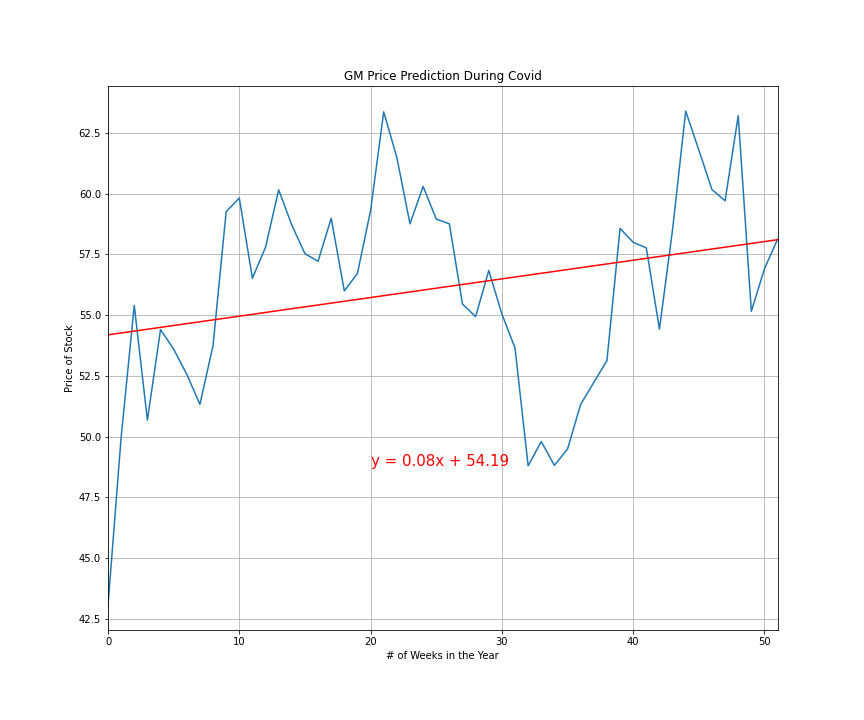 GM Price Prediction During Covid
Price of Stock
62.5
60.0
57.5
55.0
52.5
50.0
47.5
45.0
42.5
y = 0.08x + 54.19
0 10 20 30 40 50
# of Weeks in the Year